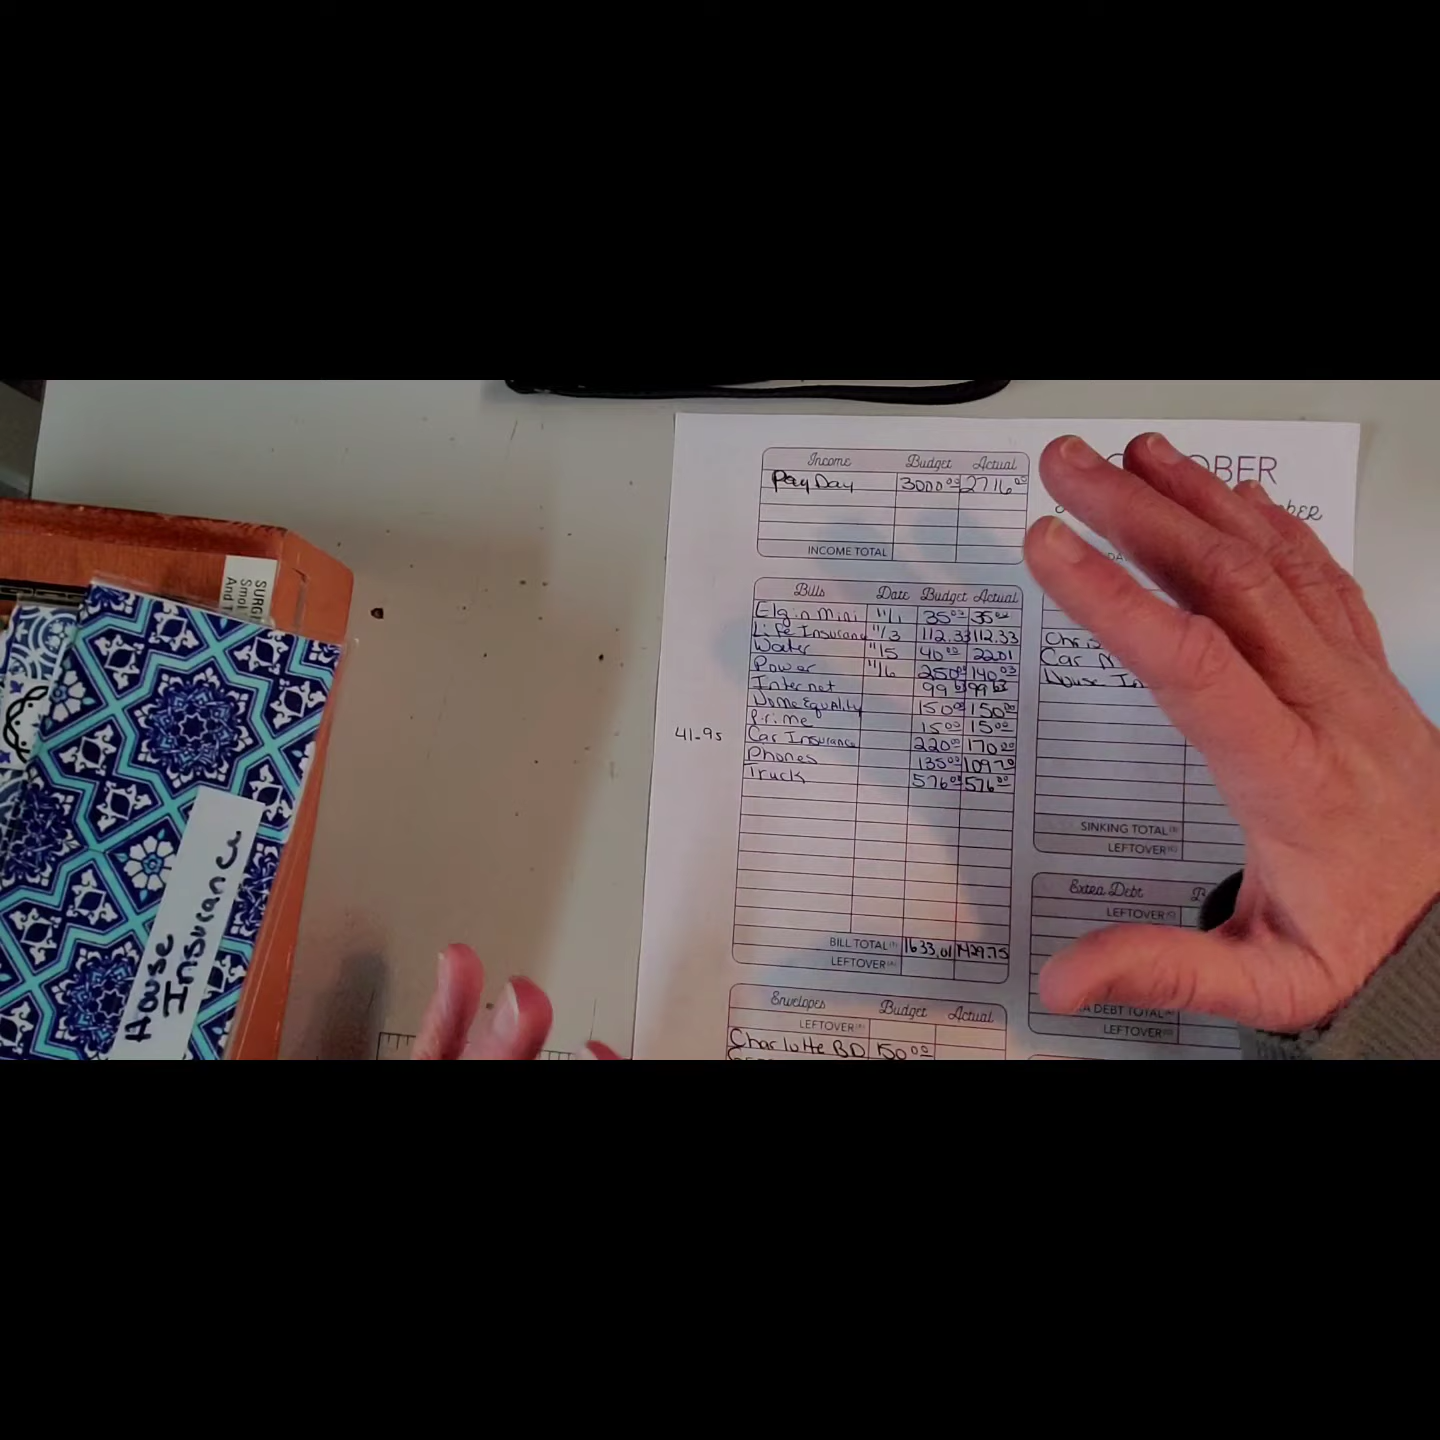 Income Budget Actual
Pay Day 3000.00 2716.00
INCOME TOTAL
OBER
Bills Date Budget Actual
Elgin Mini 11/1 35.00 35.00
Life Insuranc 11/3 112.33 112.33
Water 11/5 40.00 22.01
Power 11/6 250.00 140.03
Internet 99.63 99.63
Home Equality 150.00 150.00
Prime 15.00 15.00
41-95 Car Insurance 220.00 170.00
Phones 135.00 109.70
Truck 576.00 576.00
BILL TOTAL 1633.01 1429.75
LEFTOVER
Envelopes Budget Actual
LEFTOVER
Charlotte BD 150.00
Car
House In
SINKING TOTAL
LEFTOVER
Extra Debt
LEFTOVER
A DEBT TOTAL
LEFTOVER
House
Insurance
SURG
Smo
And T